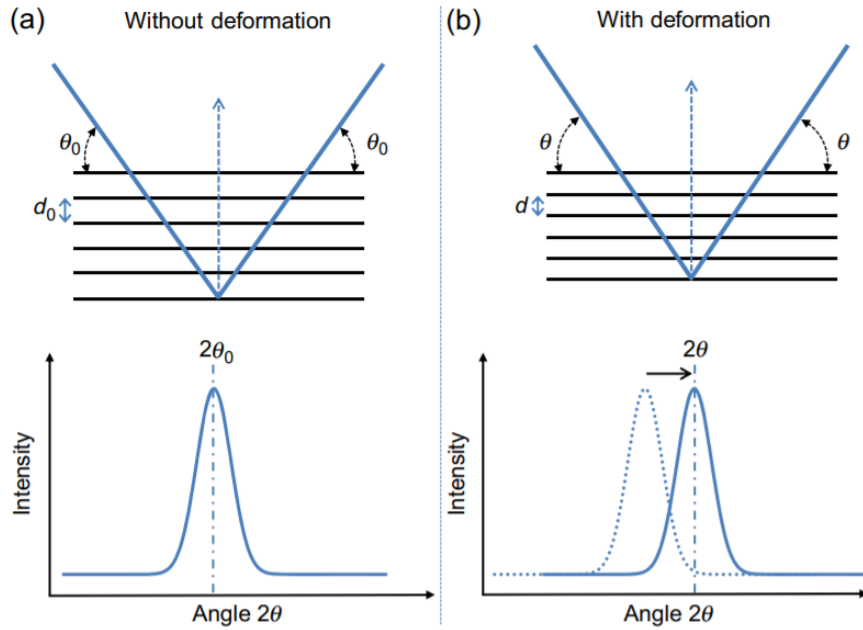 (a)
Without deformation
θ₀
θ₀
d₀
2θ₀
Intensity
Angle 2θ
(b)
With deformation
θ
θ
d
2θ
Intensity
Angle 2θ